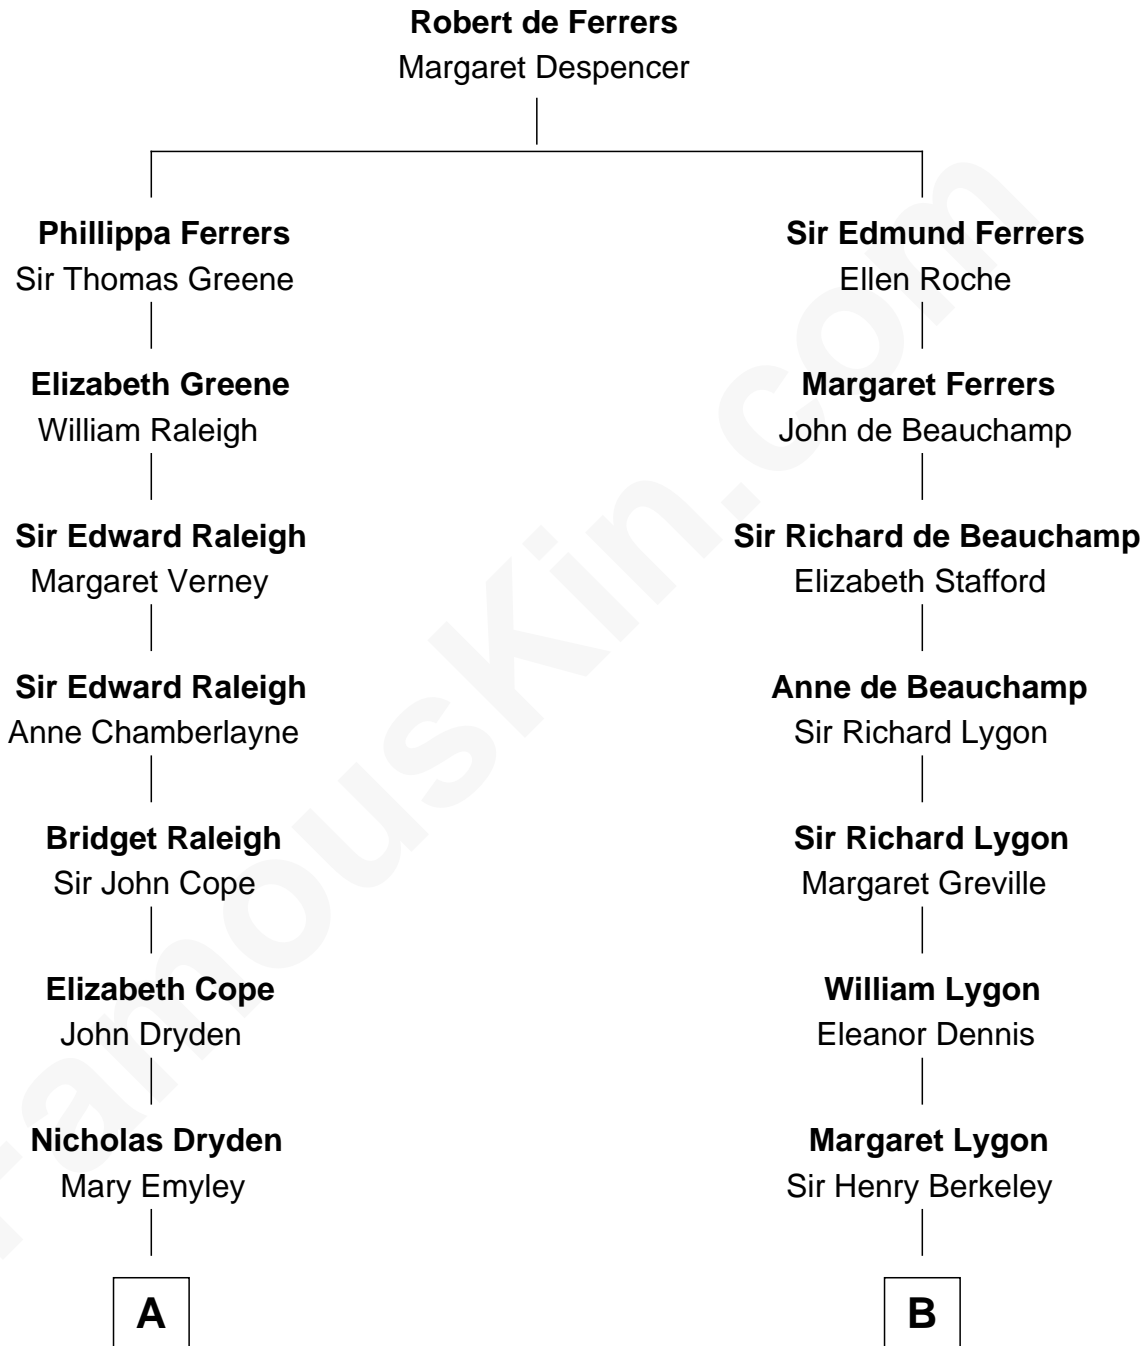 Robert de Ferrers
Margaret Despencer
Phillippa Ferrers
Sir Thomas Greene
Elizabeth Greene
William Raleigh
Sir Edward Raleigh
Margaret Verney
Sir Edward Raleigh
Anne Chamberlayne
Bridget Raleigh
Sir John Cope
Elizabeth Cope
John Dryden
Nicholas Dryden
Mary Emyley
A
Sir Edmund Ferrers
Ellen Roche
Margaret Ferrers
John de Beauchamp
Sir Richard de Beauchamp
Elizabeth Stafford
Anne de Beauchamp
Sir Richard Lygon
Sir Richard Lygon
Margaret Greville
William Lygon
Eleanor Dennis
Margaret Lygon
Sir Henry Berkeley
B
FamousKin.com